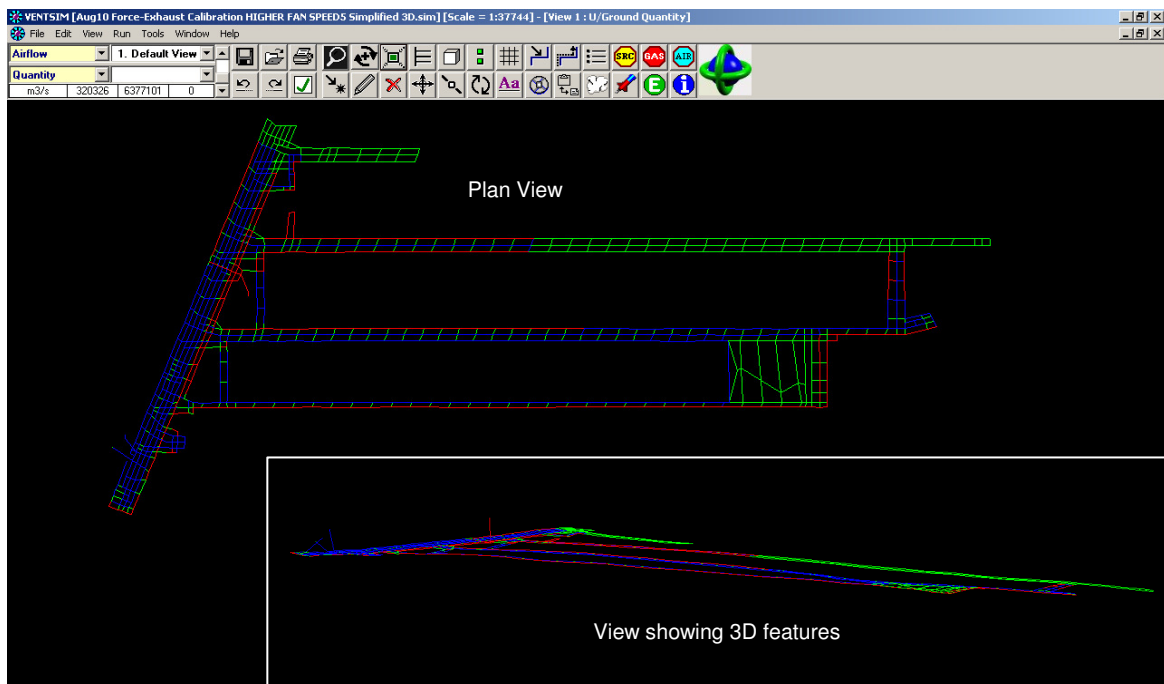 VENTSIM [Aug10 Force-Exhaust Calibration HIGHER FAN SPEED5 Simplified 3D.sim] [Scale = 1:37744] - [View 1 : U/Ground Quantity]
File Edit View Run Tools Window Help
Airflow 1. Default View
SRC GAS AIR
Quantity
Aa E i
m3/s 320326 6377101 0
Plan View
View showing 3D features